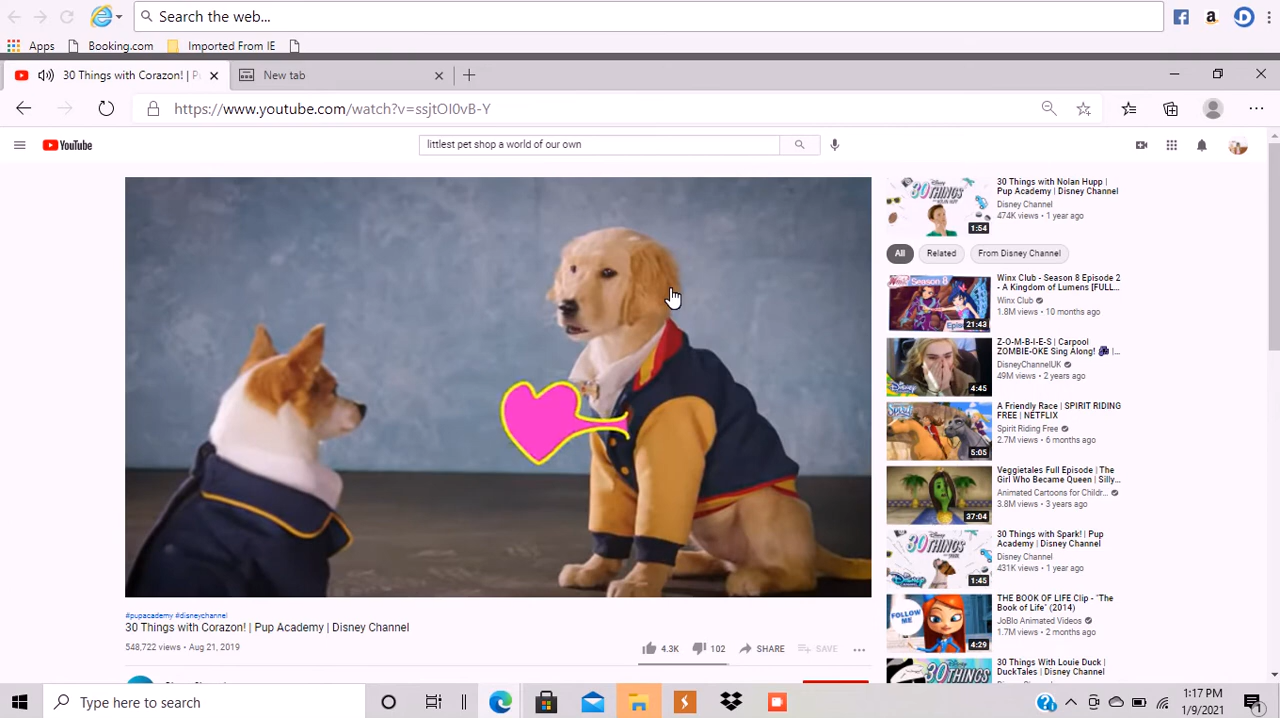 Search the web...
Apps
Booking.com
Imported From IE
30 Things with Corazon! | P
New tab
https://www.youtube.com/watch?v=ssjtOI0vB-Y
YouTube
littlest pet shop a world of our own
30 Things with Nolan Hupp |
Pup Academy | Disney Channel
Disney Channel
474K views • 1 year ago
30 THINGS
1:54
All
Related
From Disney Channel
Winx Club - Season 8 Episode 2
- A Kingdom of Lumens [FULL...
Winx Club
1.8M views • 10 months ago
Season 8
21:43
Z-O-M-B-I-E-S | Carpool
ZOMBIE-OKE Sing Along! |...
DisneyChannelUK
49M views • 2 years ago
4:45
A Friendly Race | SPIRIT RIDING
FREE | NETFLIX
Spirit Riding Free
2.7M views • 6 months ago
5:05
Veggietales Full Episode | The
Girl Who Became Queen | Silly...
Animated Cartoons for Childr...
3.8M views • 3 years ago
37:04
30 Things with Spark! | Pup
Academy | Disney Channel
Disney Channel
431K views • 1 year ago
30 THINGS
1:45
THE BOOK OF LIFE Clip - "The
Book of Life" (2014)
JoBlo Animated Videos
1.7M views • 2 months ago
FOLLOW
ME
4:29
30 Things With Louie Duck |
DuckTales | Disney Channel
#pupacademy #disneychannel
30 Things with Corazon! | Pup Academy | Disney Channel
548,722 views • Aug 21, 2019
4.3K
102
SHARE
SAVE
Type here to search
1:17 PM
1/9/2021